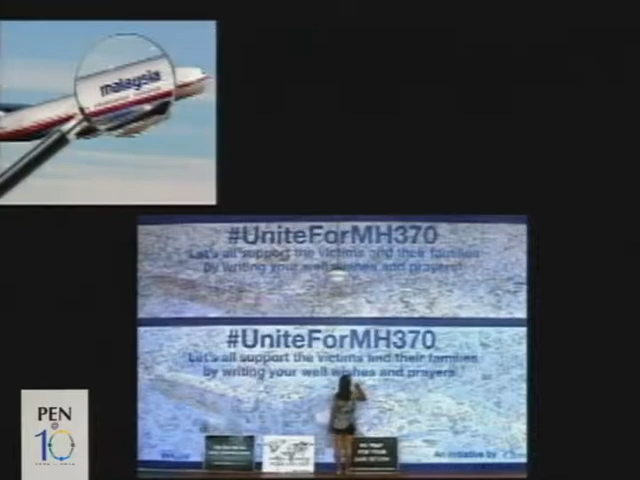 malaysia
#UniteForMH370
Let's all support the victims and their families
by writing your well wishes and prayers!
#UniteForMH370
Let's all support the victims and their families
by writing your well wishes and prayers!
PEN
10
An initiative by